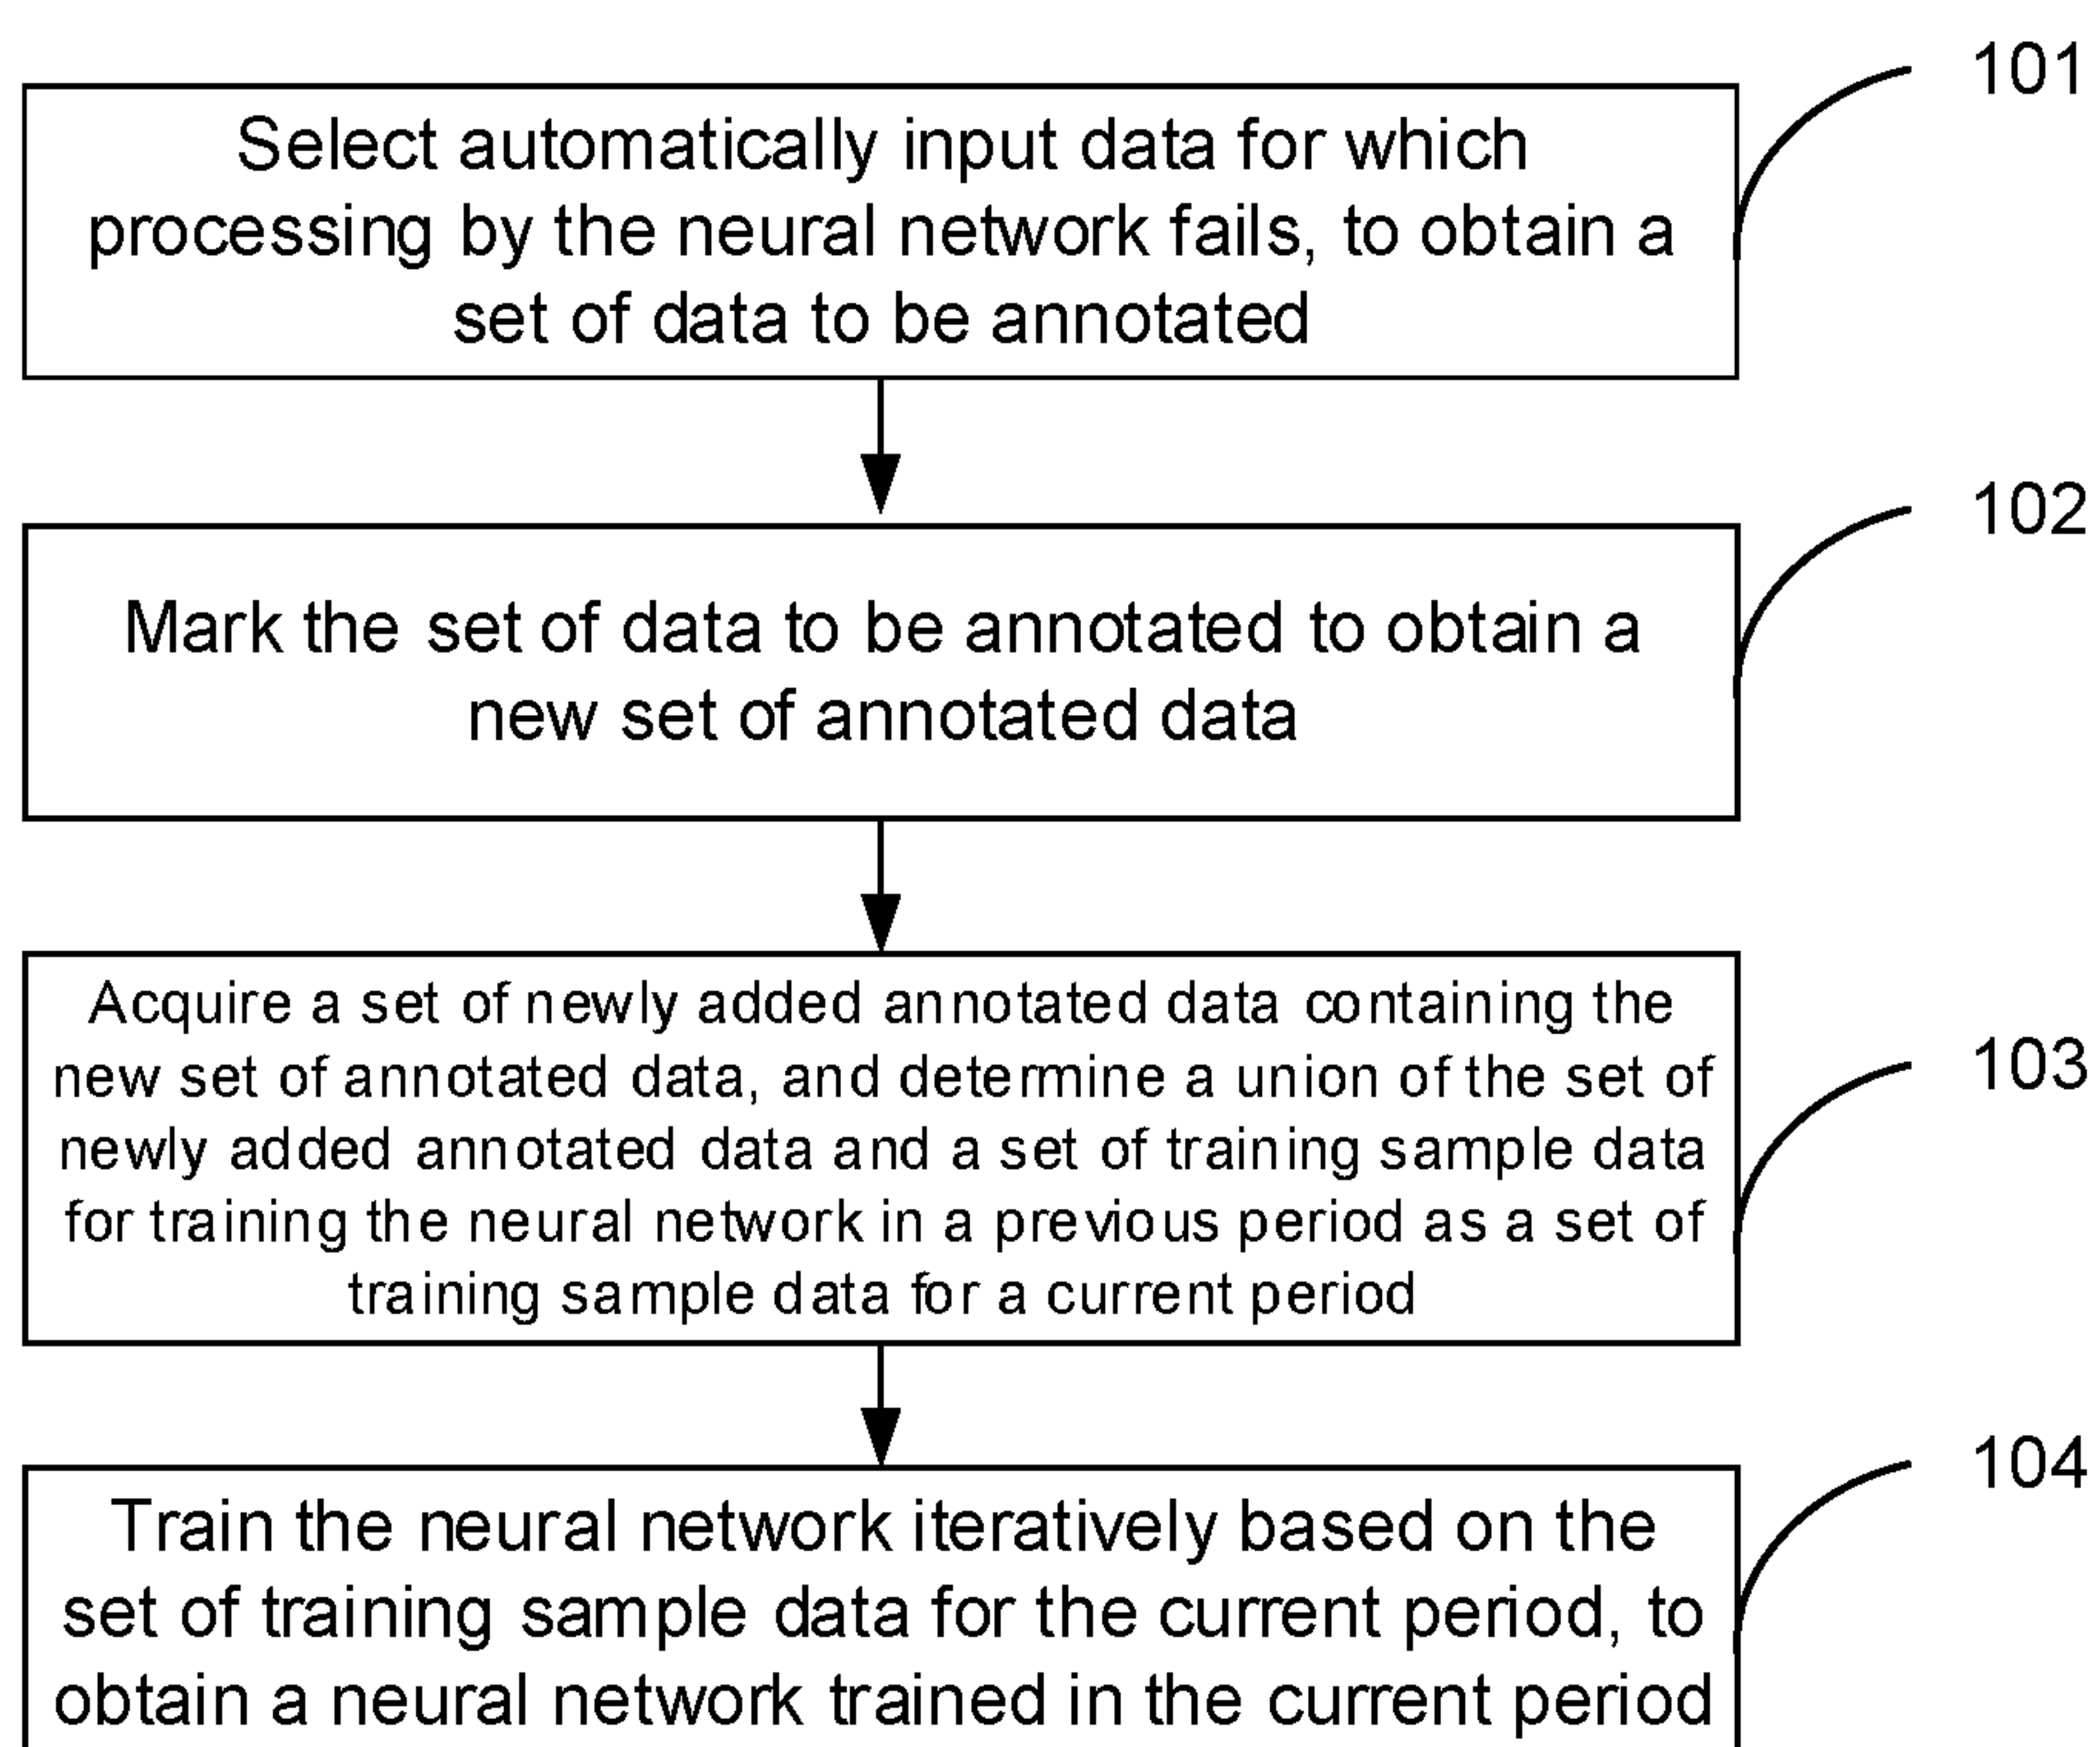 101
Select automatically input data for which
processing by the neural network fails, to obtain a
set of data to be annotated
102
Mark the set of data to be annotated to obtain a
new set of annotated data
Acquire a set of newly added annotated data containing the
new set of annotated data, and determine a union of the set of
103
newly added annotated data and a set of training sample data
for training the neural network in a previous period as a set of
training sample data for a current period
104
Train the neural network iteratively based on the
set of training sample data for the current period, to
obtain a neural network trained in the current period